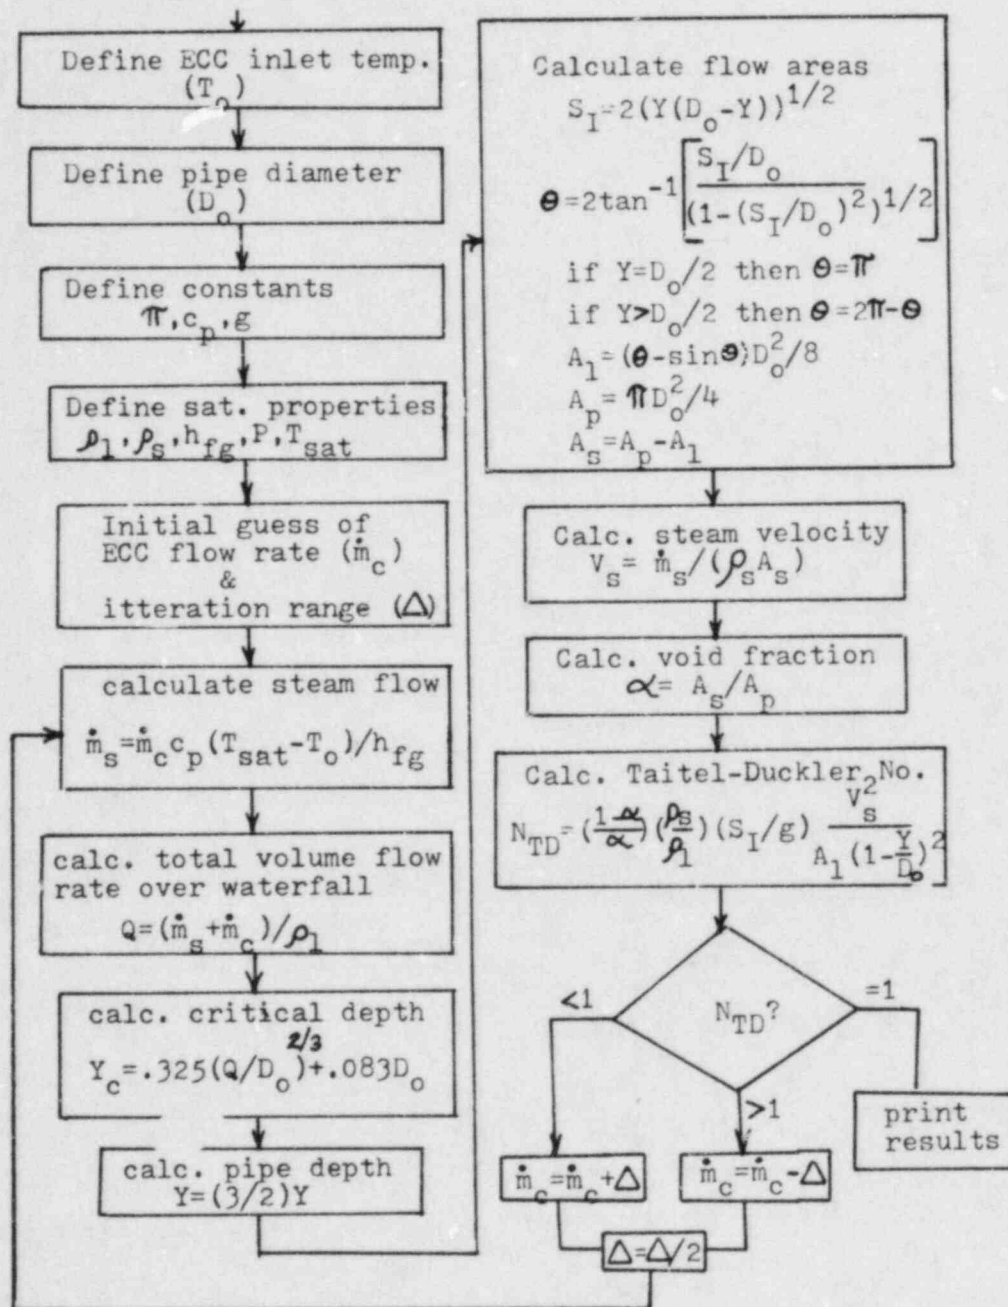 Define ECC inlet temp.
(T_o)
Define pipe diameter
(D_o)
Define constants
π, c_p, g
Define sat. properties
ρ_l, ρ_s, h_fg, P, T_sat
Initial guess of
ECC flow rate (ṁ_c)
&
itteration range (Δ)
calculate steam flow
ṁ_s=ṁ_c c_p(T_sat-T_o)/h_fg
calc. total volume flow
rate over waterfall
Q=(ṁ_s+ṁ_c)/ρ_l
calc. critical depth
Y_c=.325(Q/D_o)^2/3+.083D_o
calc. pipe depth
Y=(3/2)Y
Calculate flow areas
S_I=2(Y(D_o-Y))^1/2
θ=2tan^-1[S_I/D_o/(1-(S_I/D_o)^2)^1/2]
if Y=D_o/2 then θ=π
if Y>D_o/2 then θ=2π-θ
A_l=(θ-sinθ)D_o^2/8
A_p=πD_o^2/4
A_s=A_p-A_l
Calc. steam velocity
V_s= ṁ_s/(ρ_s A_s)
Calc. void fraction
α= A_s/A_p
Calc. Taitel-Duckler No.
N_TD=((1-α)/α)(ρ_s/ρ_l)(S_I/g) V_s^2/(A_l(1-Y/D_o)^2)
N_TD?
<1
=1
>1
print
results
ṁ_c=ṁ_c+Δ
ṁ_c=ṁ_c-Δ
Δ=Δ/2